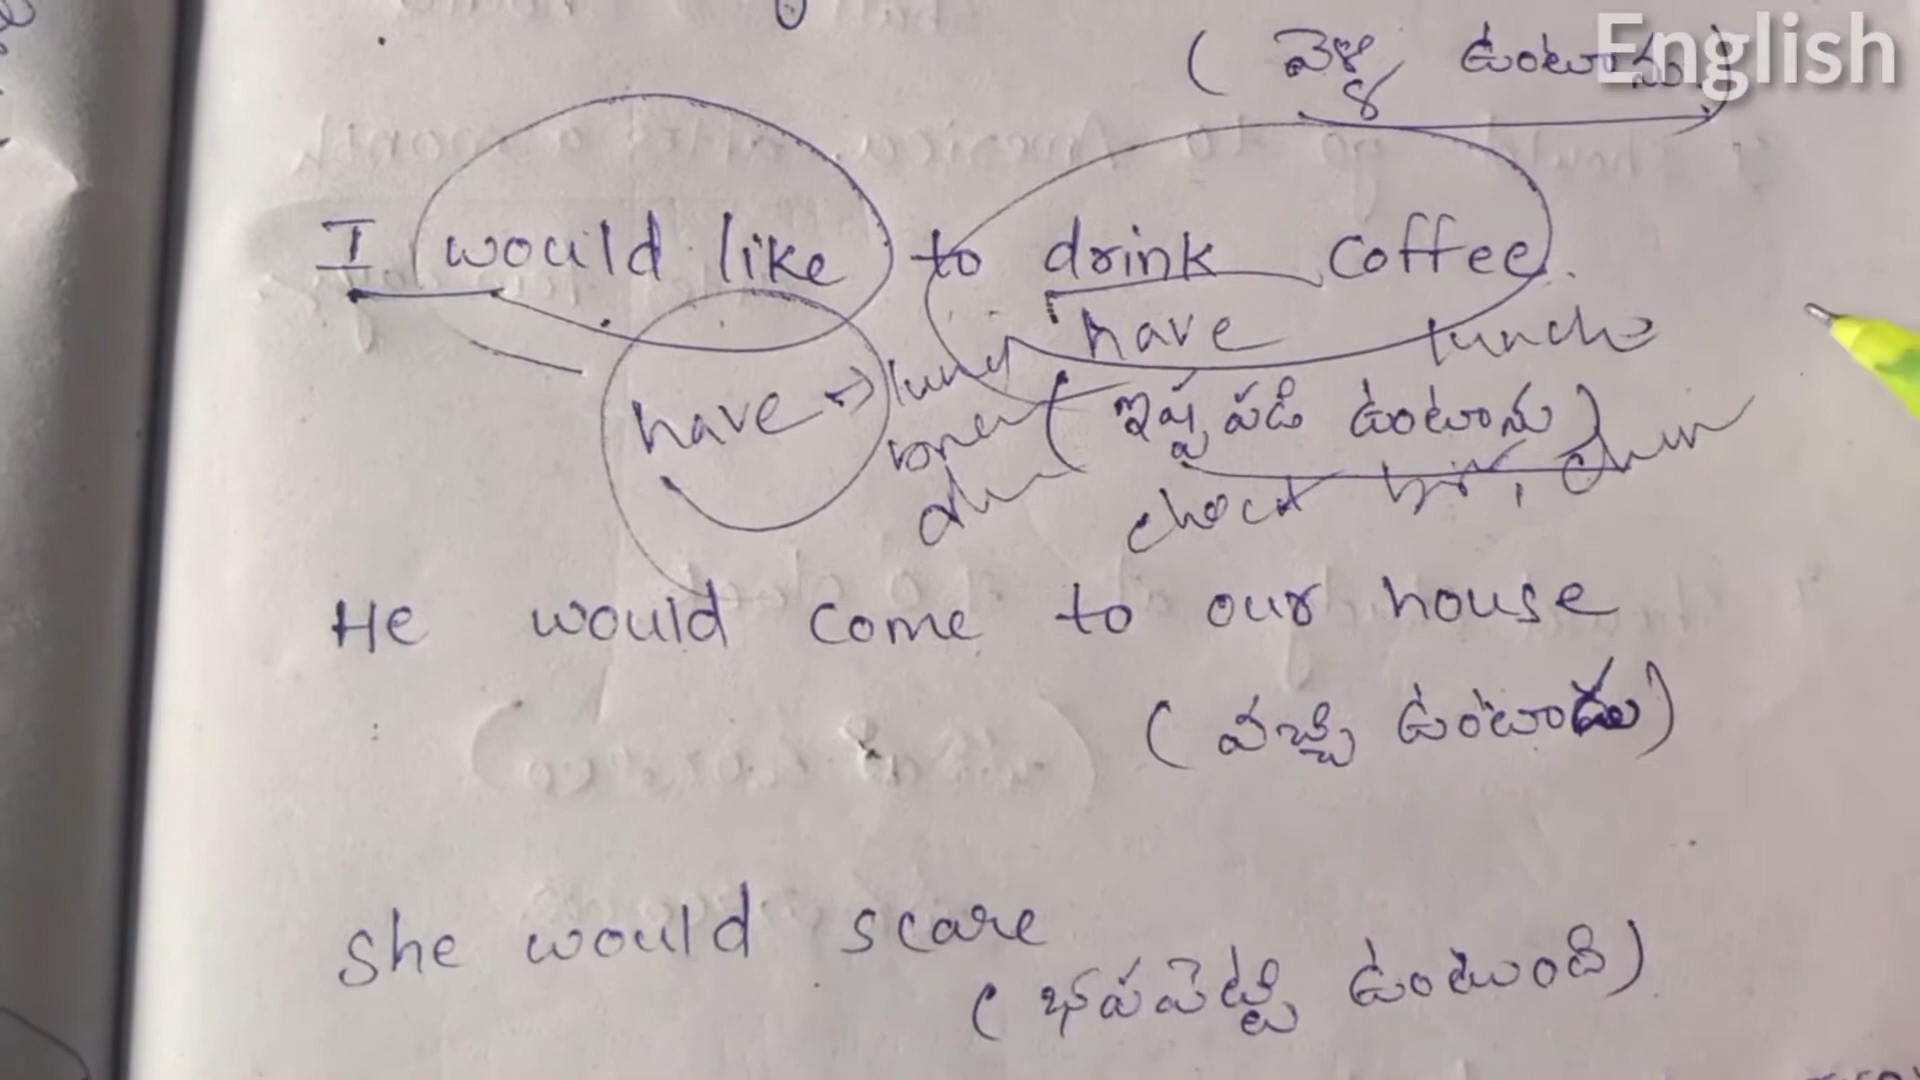 English
( వెళ్ళి ఉంటాను)
I would like to drink coffee.
have lunch
have → lunch
( ఇష్టపడి ఉంటాను)
He would come to our house
( వచ్చి ఉంటాడు)
She would scare
( భయపెట్టి ఉంటుంది)